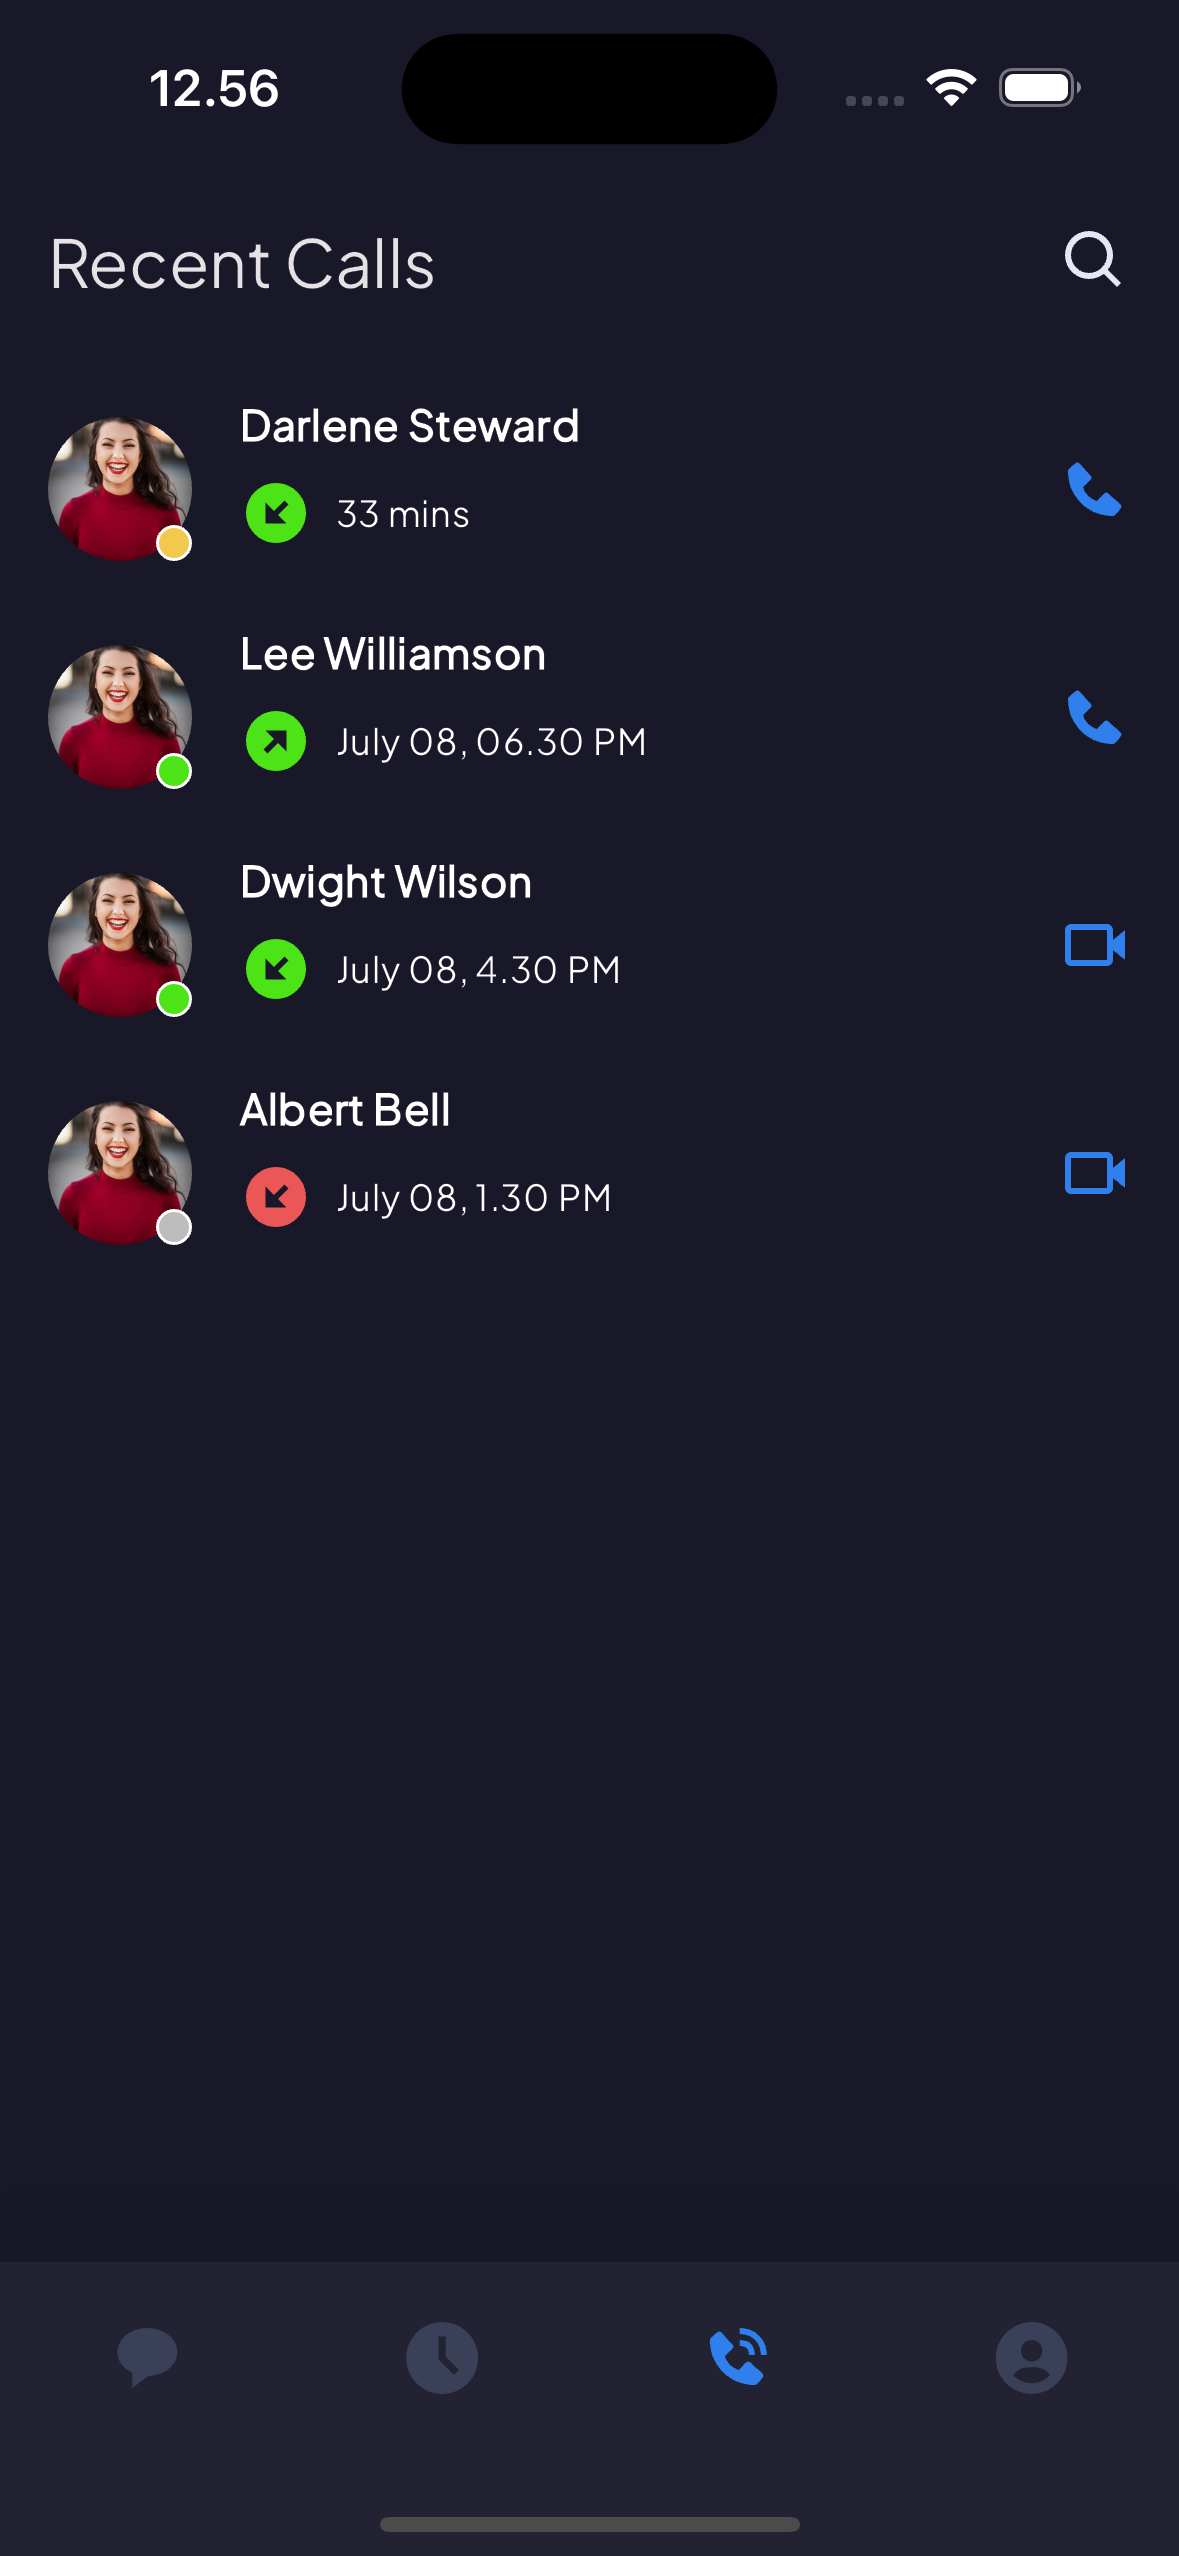 12.56
Recent Calls
Darlene Steward
33 mins
Lee Williamson
July 08, 06.30 PM
Dwight Wilson
July 08, 4.30 PM
Albert Bell
July 08, 1.30 PM